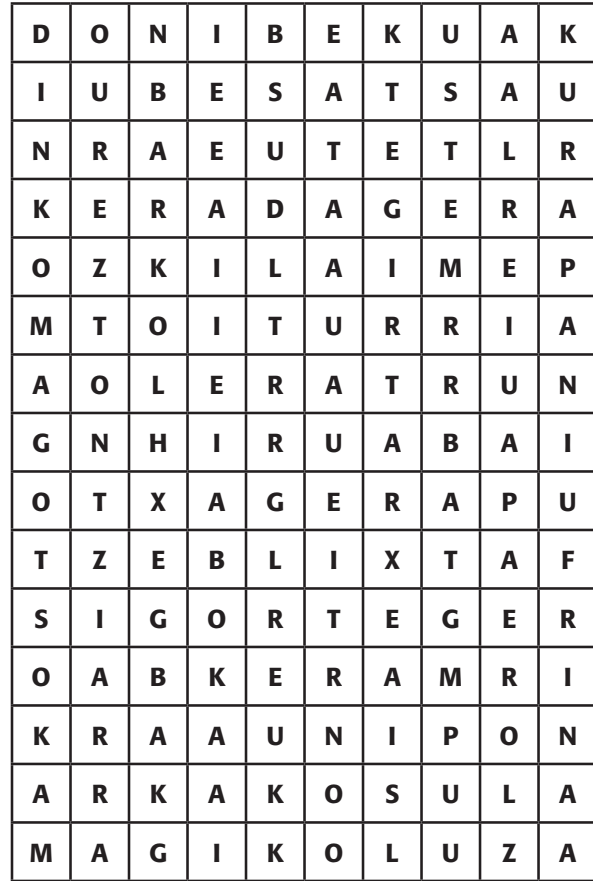 D O N I B E K U A K
I U B E S A T S A U
N R A E U T E T L R
K E R A D A G E R A
O Z K I L A I M E P
M T O I T U R R I A
A O L E R A T R U N
G N H I R U A B A I
O T X A G E R A P U
T Z E B L I X T A F
S I G O R T E G E R
O A B K E R A M R I
K R A A U N I P O N
A R K A K O S U L A
M A G I K O L U Z A